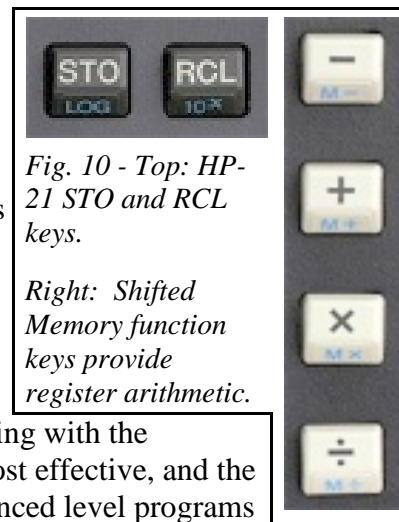 STO RCL
LOG 10ˣ
Fig. 10 - Top: HP-
21 STO and RCL
keys.
Right: Shifted
Memory function
keys provide
register arithmetic.
−
M−
+
M+
×
M×
÷
M÷
s
ing with the
ost effective, and the
nced level programs